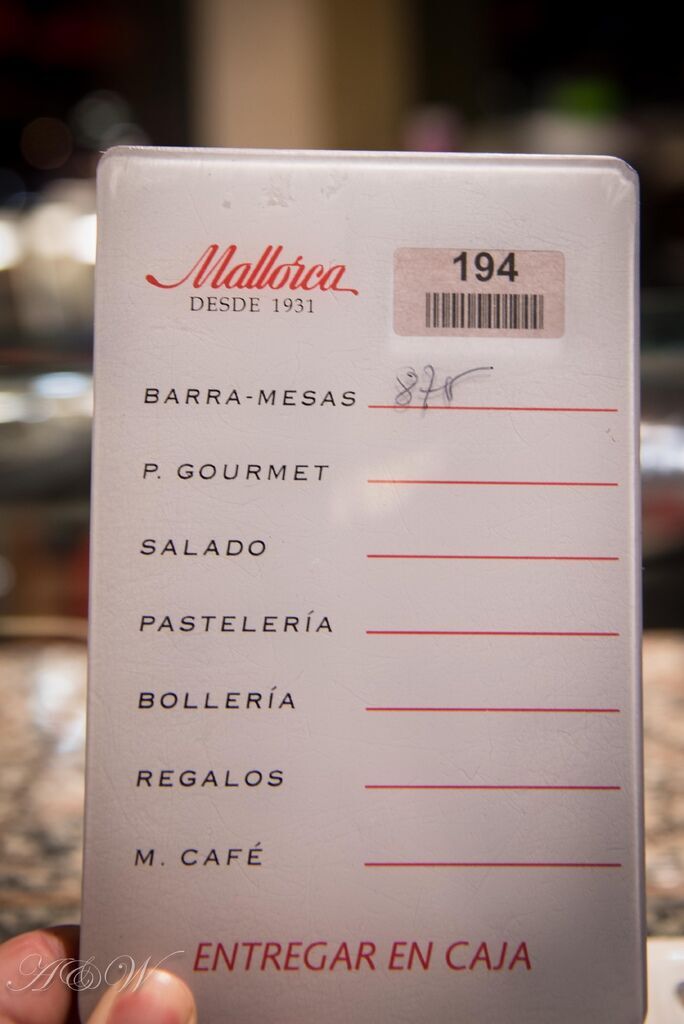 Mallorca
DESDE 1931
194
BARRA-MESAS
P. GOURMET
SALADO
PASTELERÍA
BOLLERÍA
REGALOS
M. CAFÉ
ENTREGAR EN CAJA
A&W